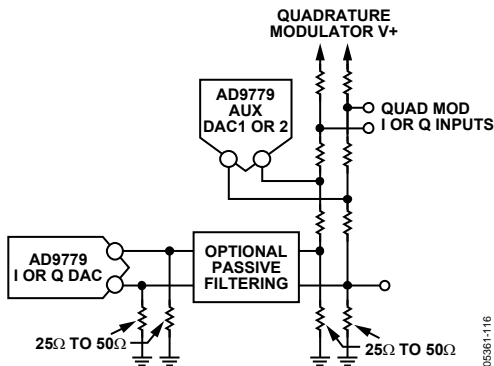 QUADRATURE
MODULATOR V+
AD9779
AUX
DAC1 OR 2
QUAD MOD
I OR Q INPUTS
AD9779
I OR Q DAC
OPTIONAL
PASSIVE
FILTERING
25Ω TO 50Ω
25Ω TO 50Ω
05361-116